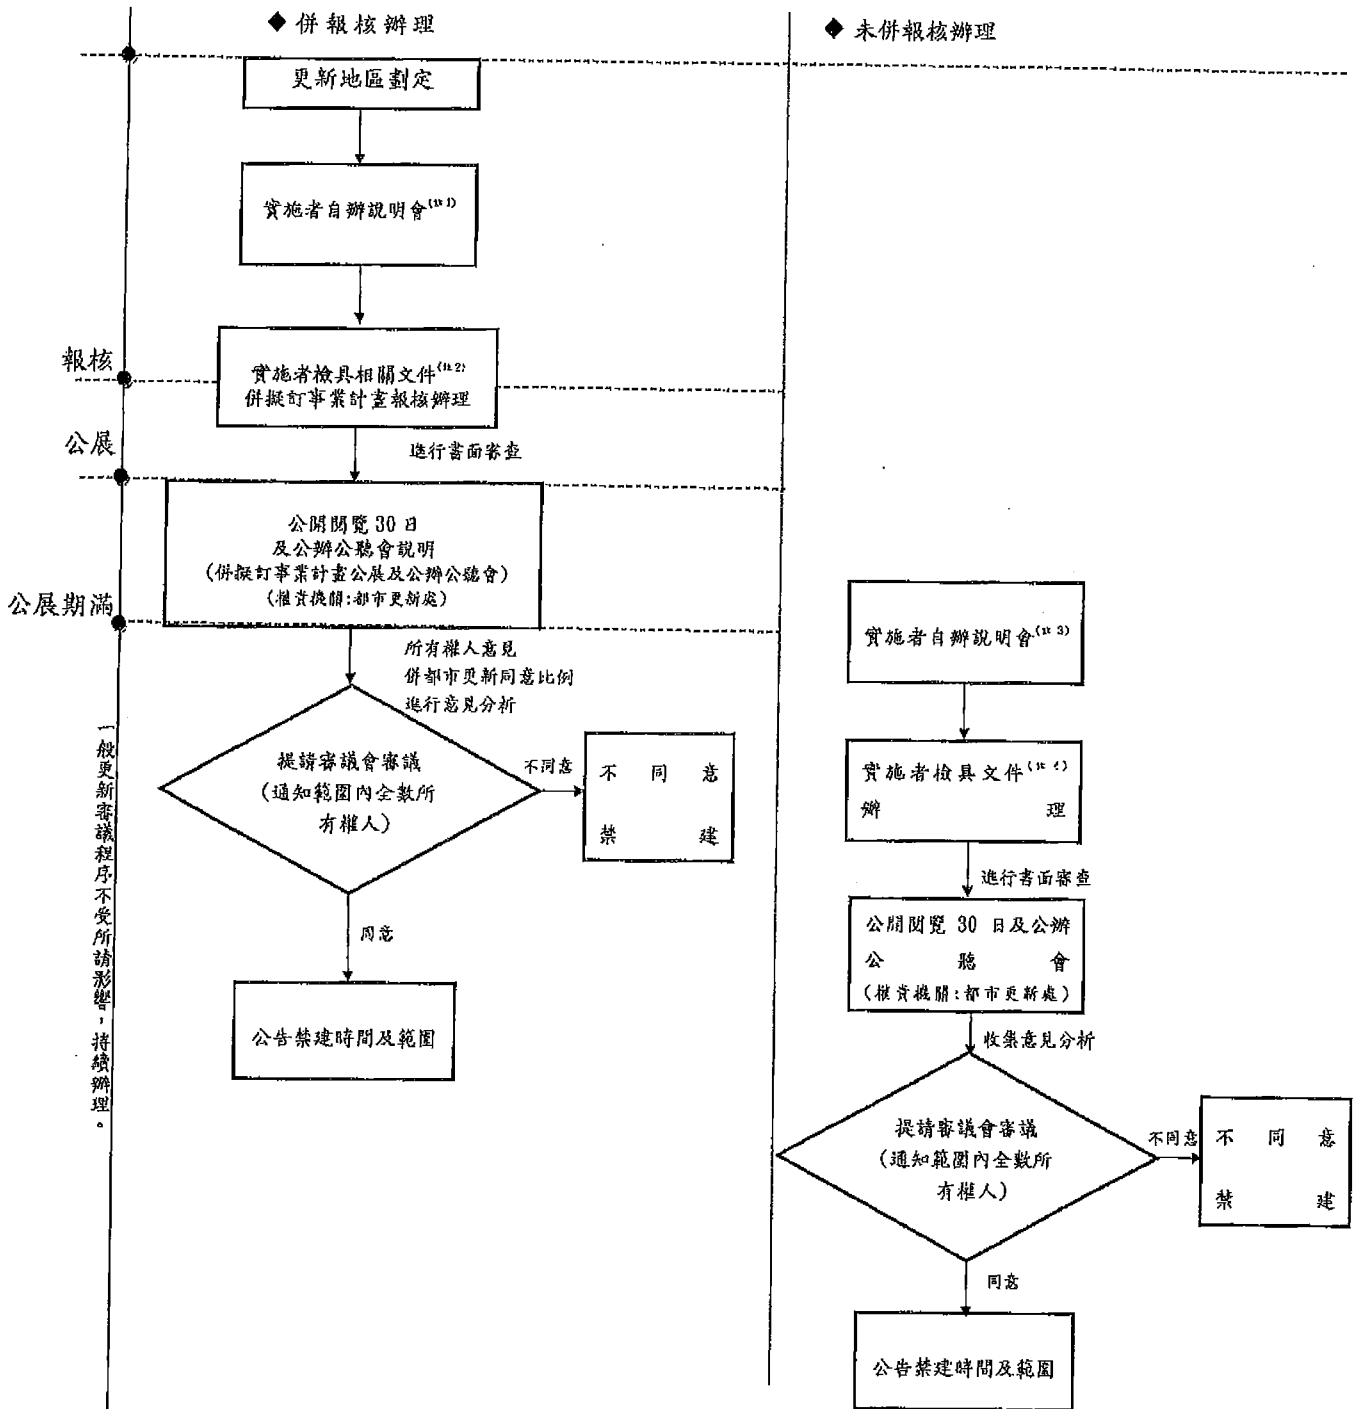 ◆ 併報核辦理
更新地區劃定
實施者自辦說明會(註1)
報核
實施者檢具相關文件(註2)
併擬訂事業計畫報核辦理
公展
進行書面審查
公開閱覽 30 日
及公辦公聽會說明
(併擬訂事業計畫公展及公辦公聽會)
(權責機關:都市更新處)
公展期滿
所有權人意見
併都市更新同意比例
進行意見分析
提請審議會審議
(通知範圍內全數所
有權人)
不同意
不同意
禁建
同意
公告禁建時間及範圍
一般更新審議程序不受所請影響，持續辦理。
◆ 未併報核辦理
實施者自辦說明會(註3)
實施者檢具文件(註4)
辦理
進行書面審查
公開閱覽 30 日及公辦
公聽會
(權責機關:都市更新處)
收集意見分析
提請審議會審議
(通知範圍內全數所
有權人)
不同意
不同意
禁建
同意
公告禁建時間及範圍